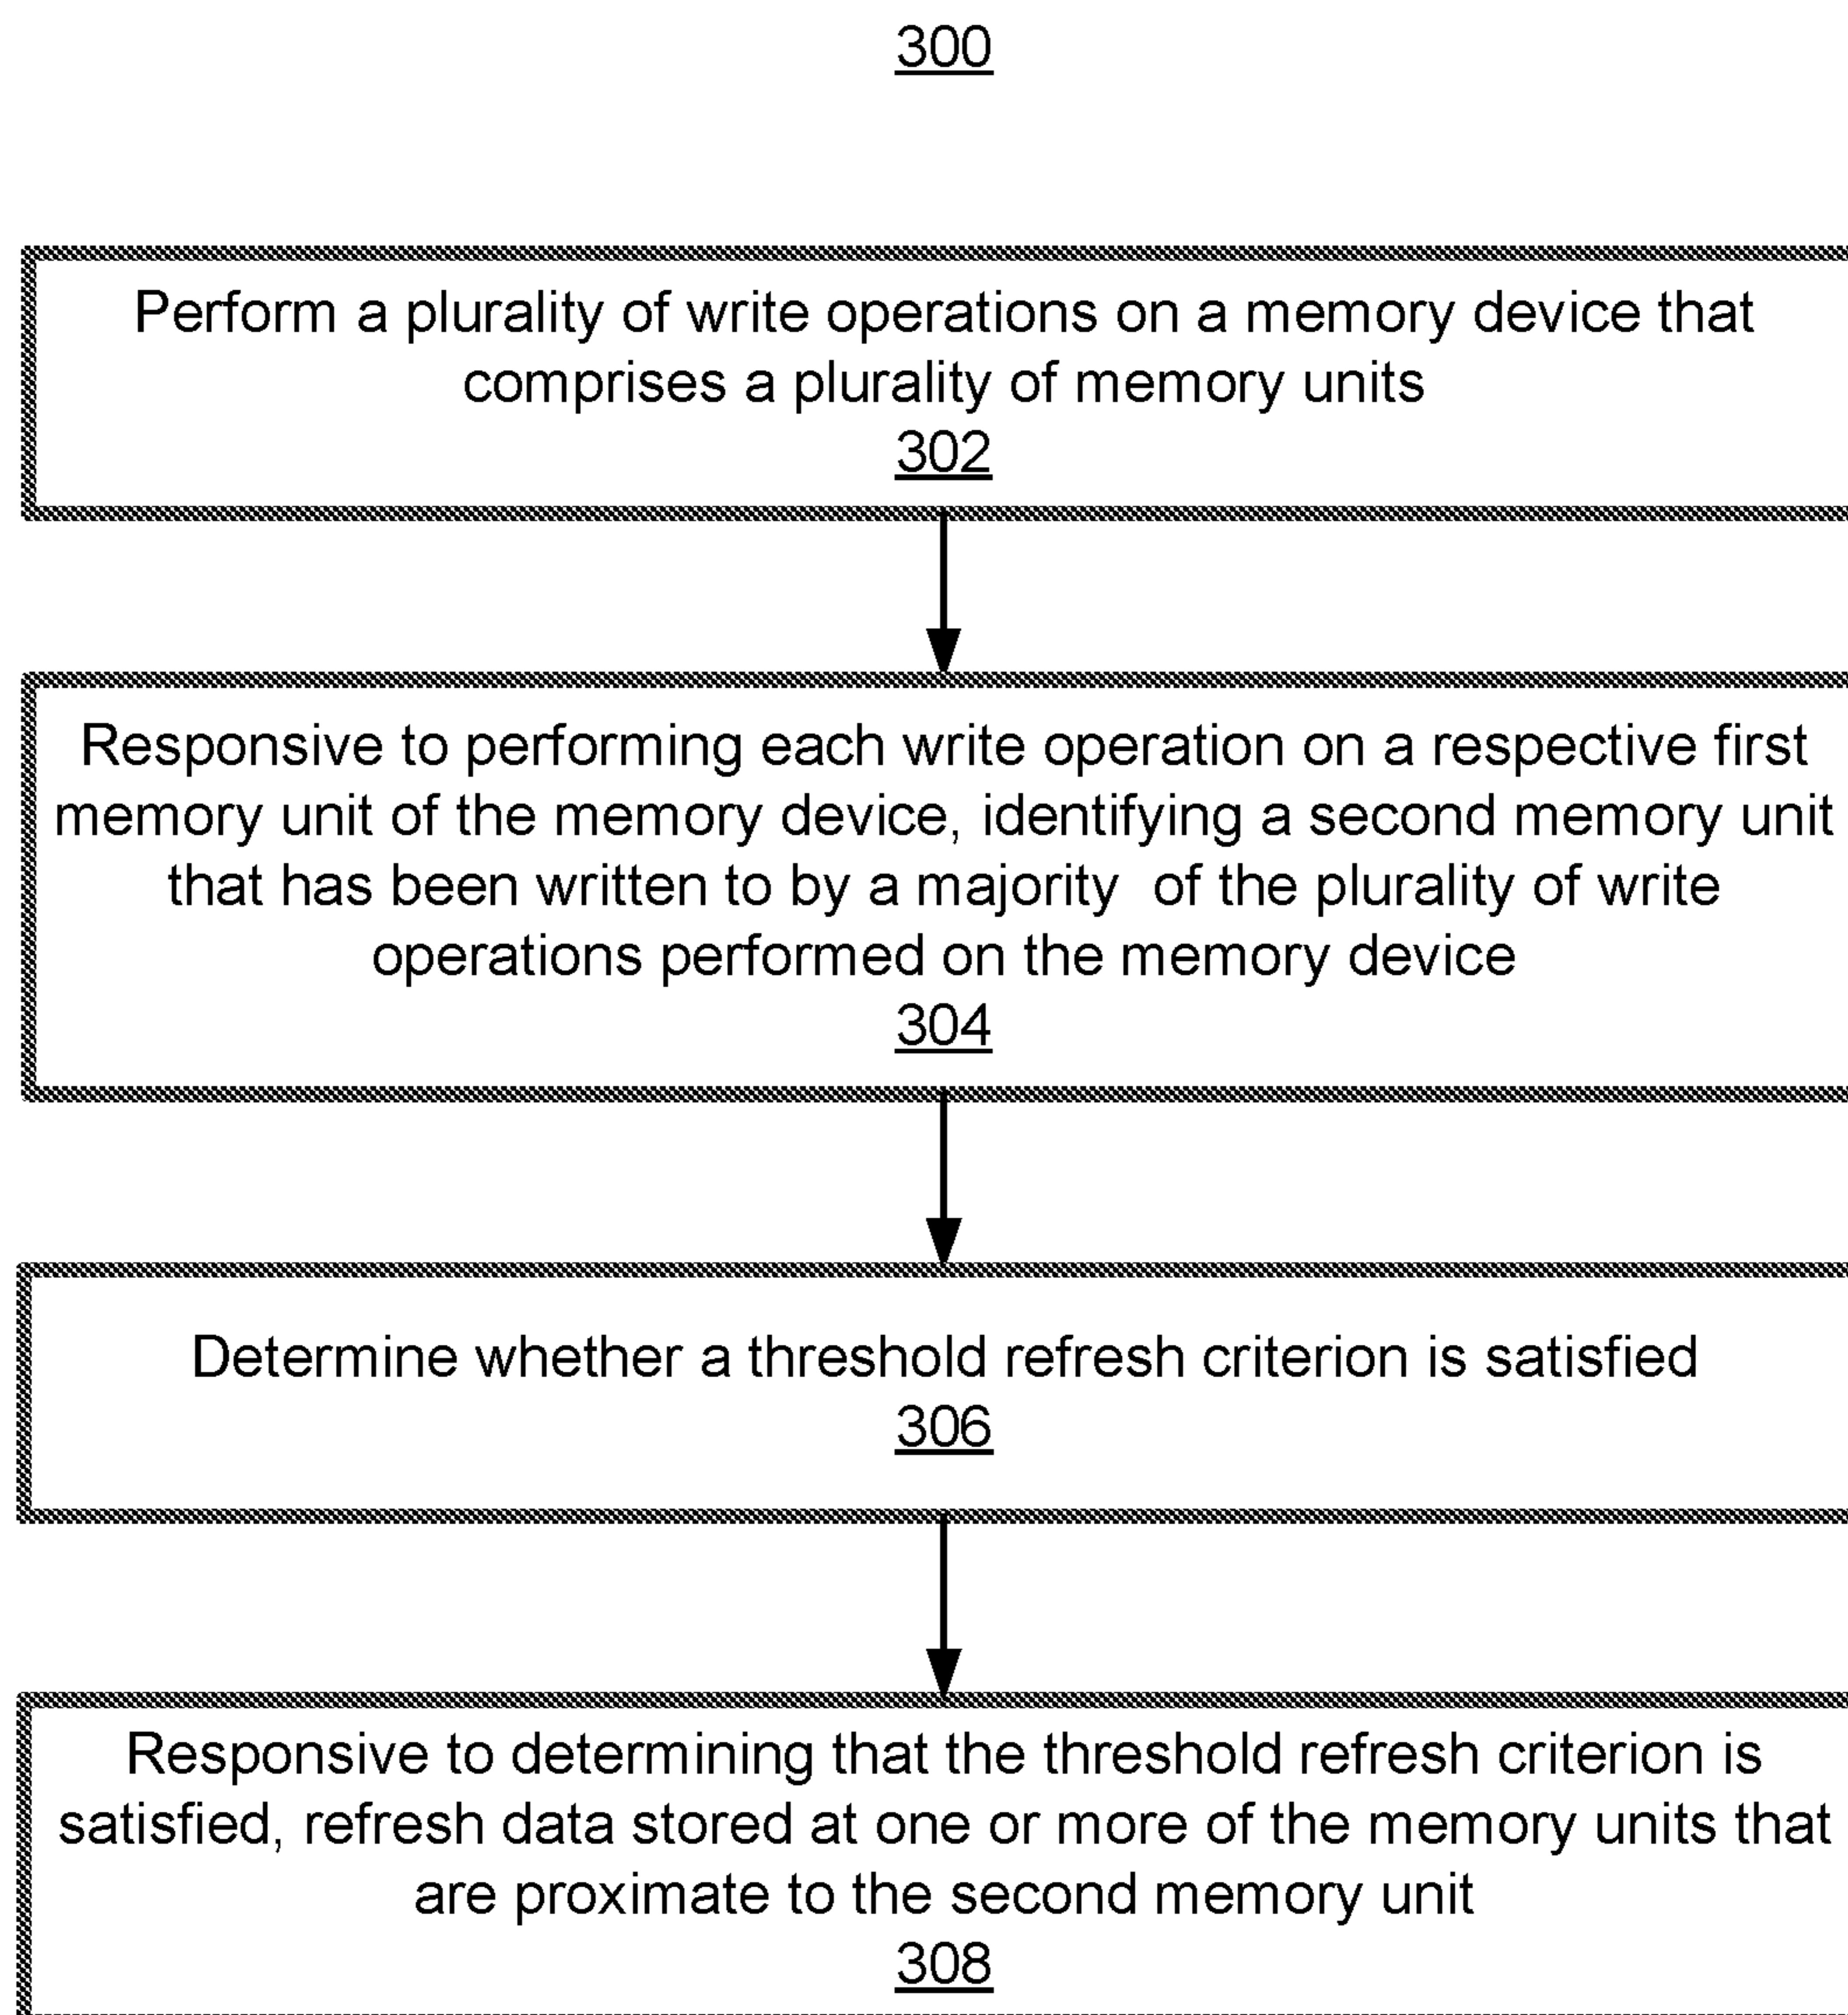 300
Perform a plurality of write operations on a memory device that
comprises a plurality of memory units
302
Responsive to performing each write operation on a respective first
memory unit of the memory device, identifying a second memory unit
that has been written to by a majority of the plurality of write
operations performed on the memory device
304
Determine whether a threshold refresh criterion is satisfied
306
Responsive to determining that the threshold refresh criterion is
satisfied, refresh data stored at one or more of the memory units that
are proximate to the second memory unit
308